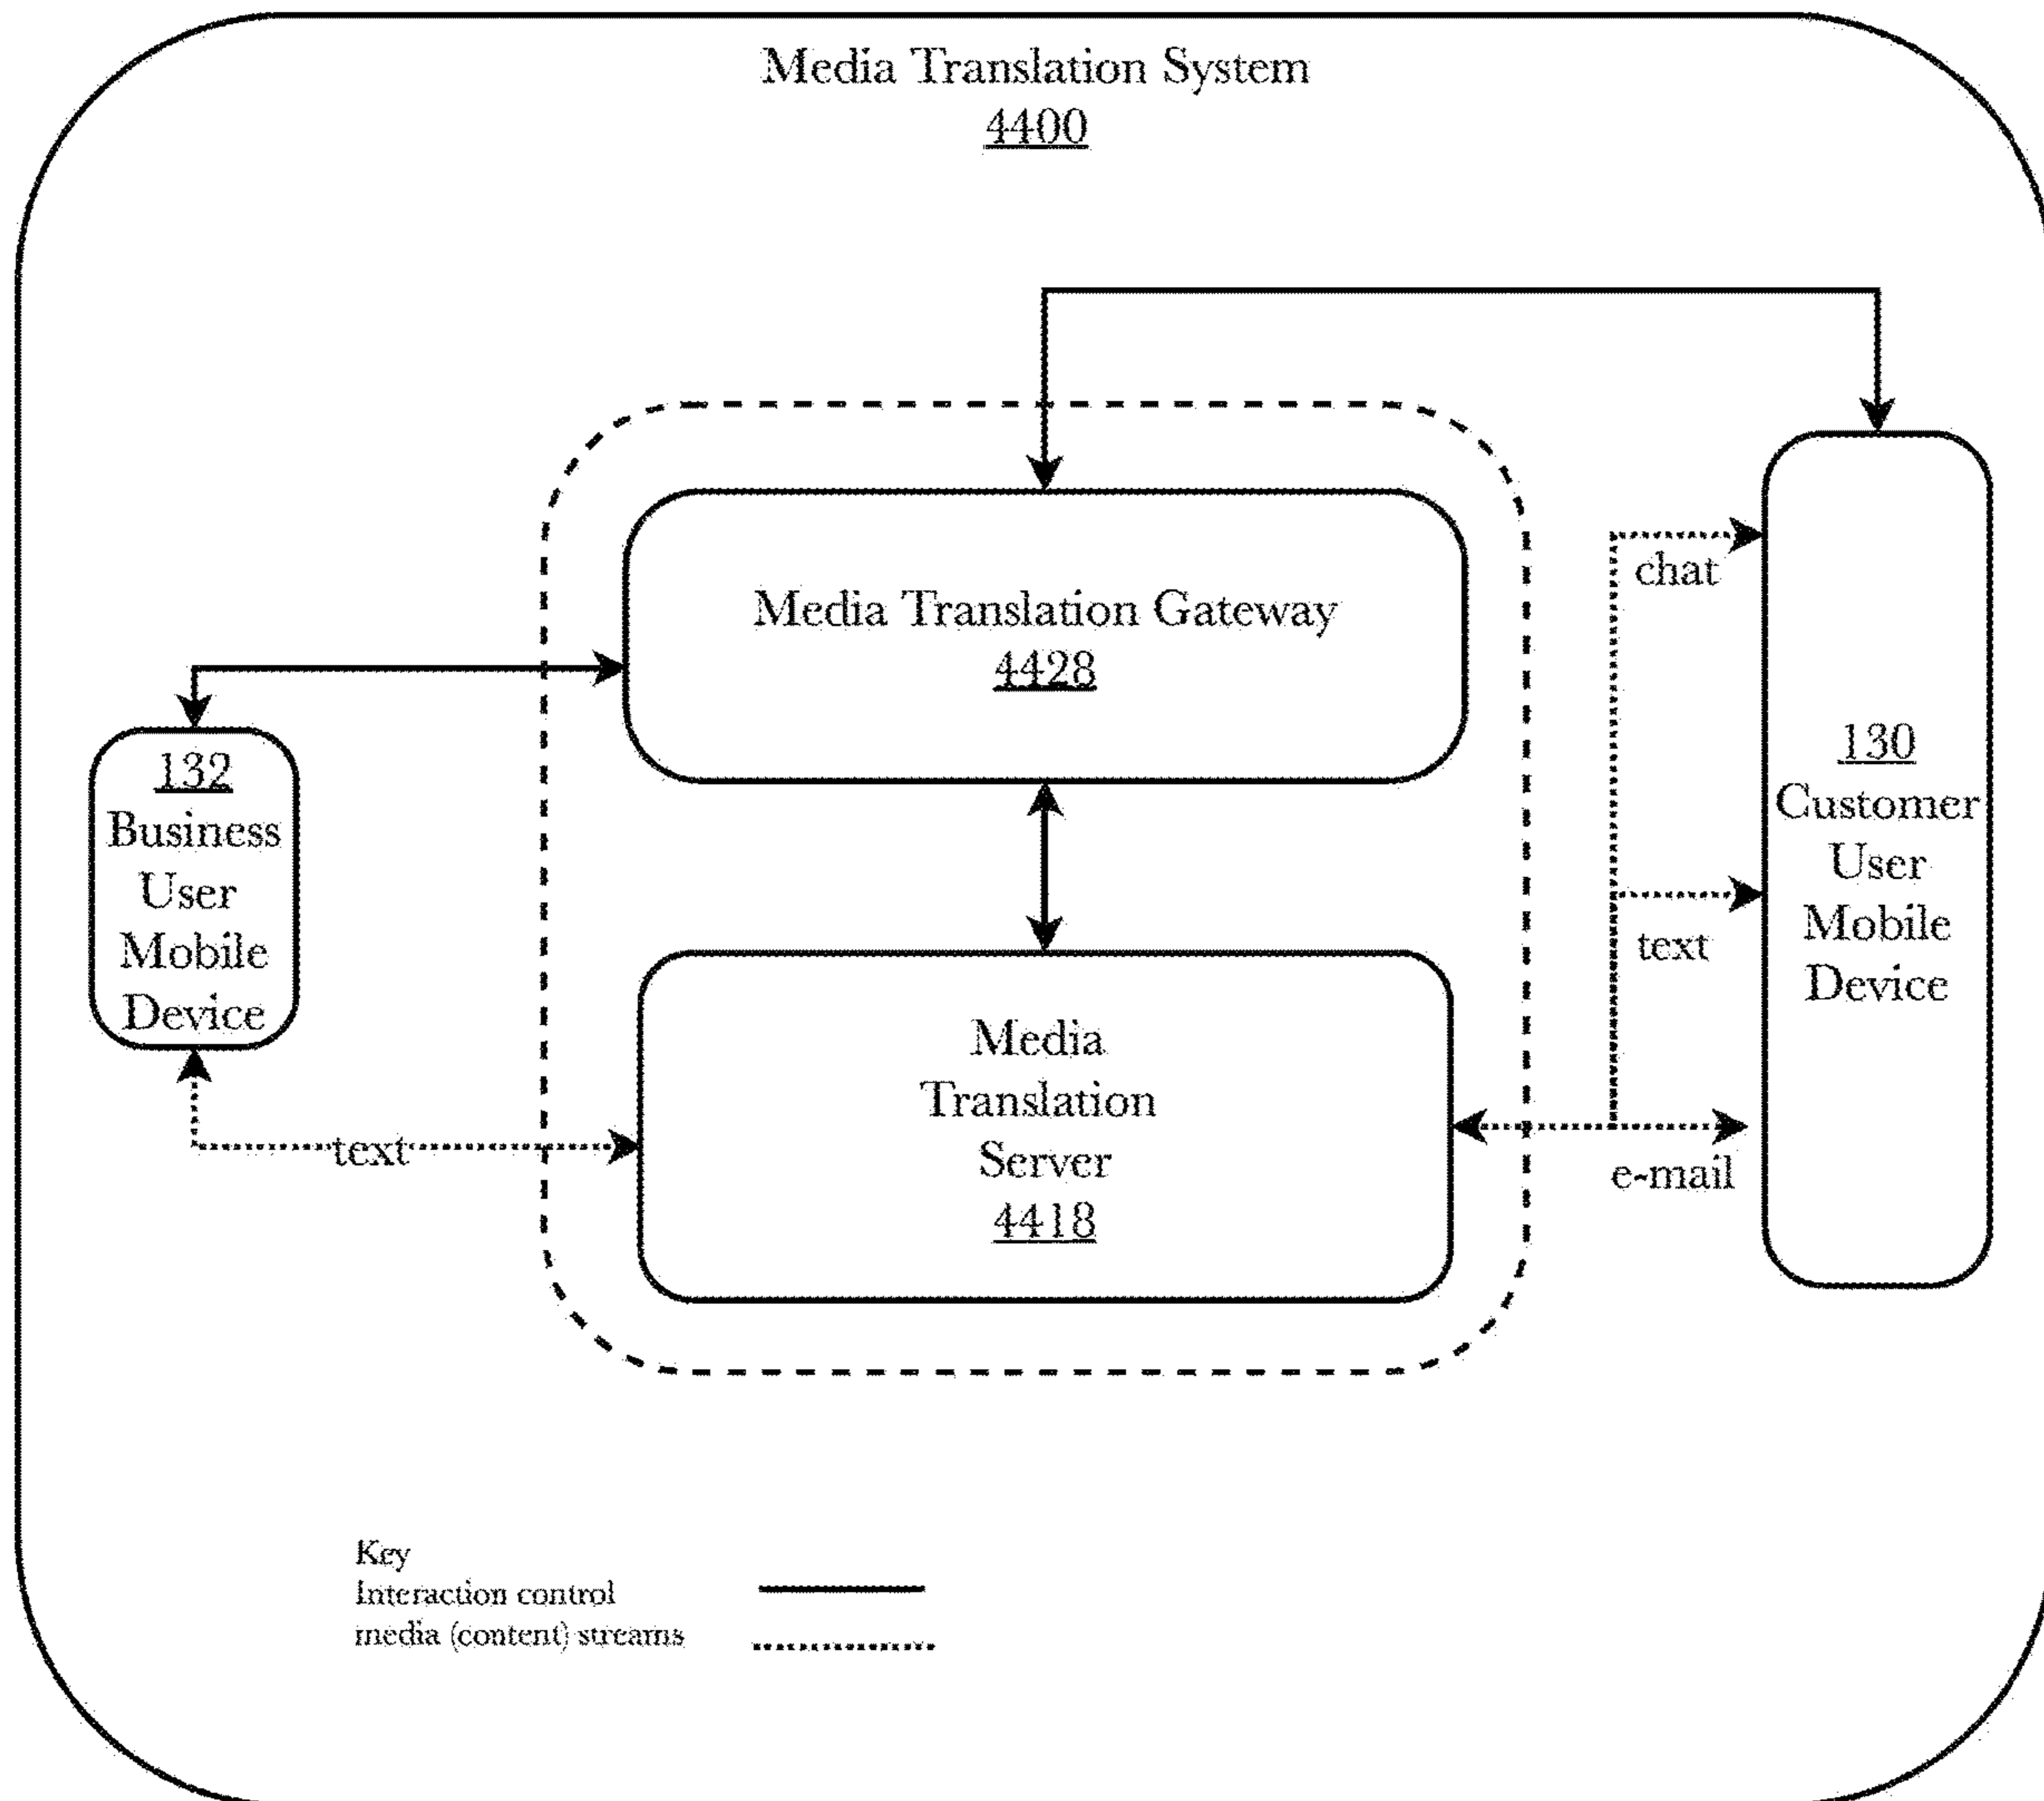 Media Translation System
4400
chat
Media Translation Gateway
4428
132
Business
User
Mobile
Device
130
Customer
User
Mobile
Device
text
Media
Translation
Server
4418
text
e-mail
Key
Interaction control
media (content) streams